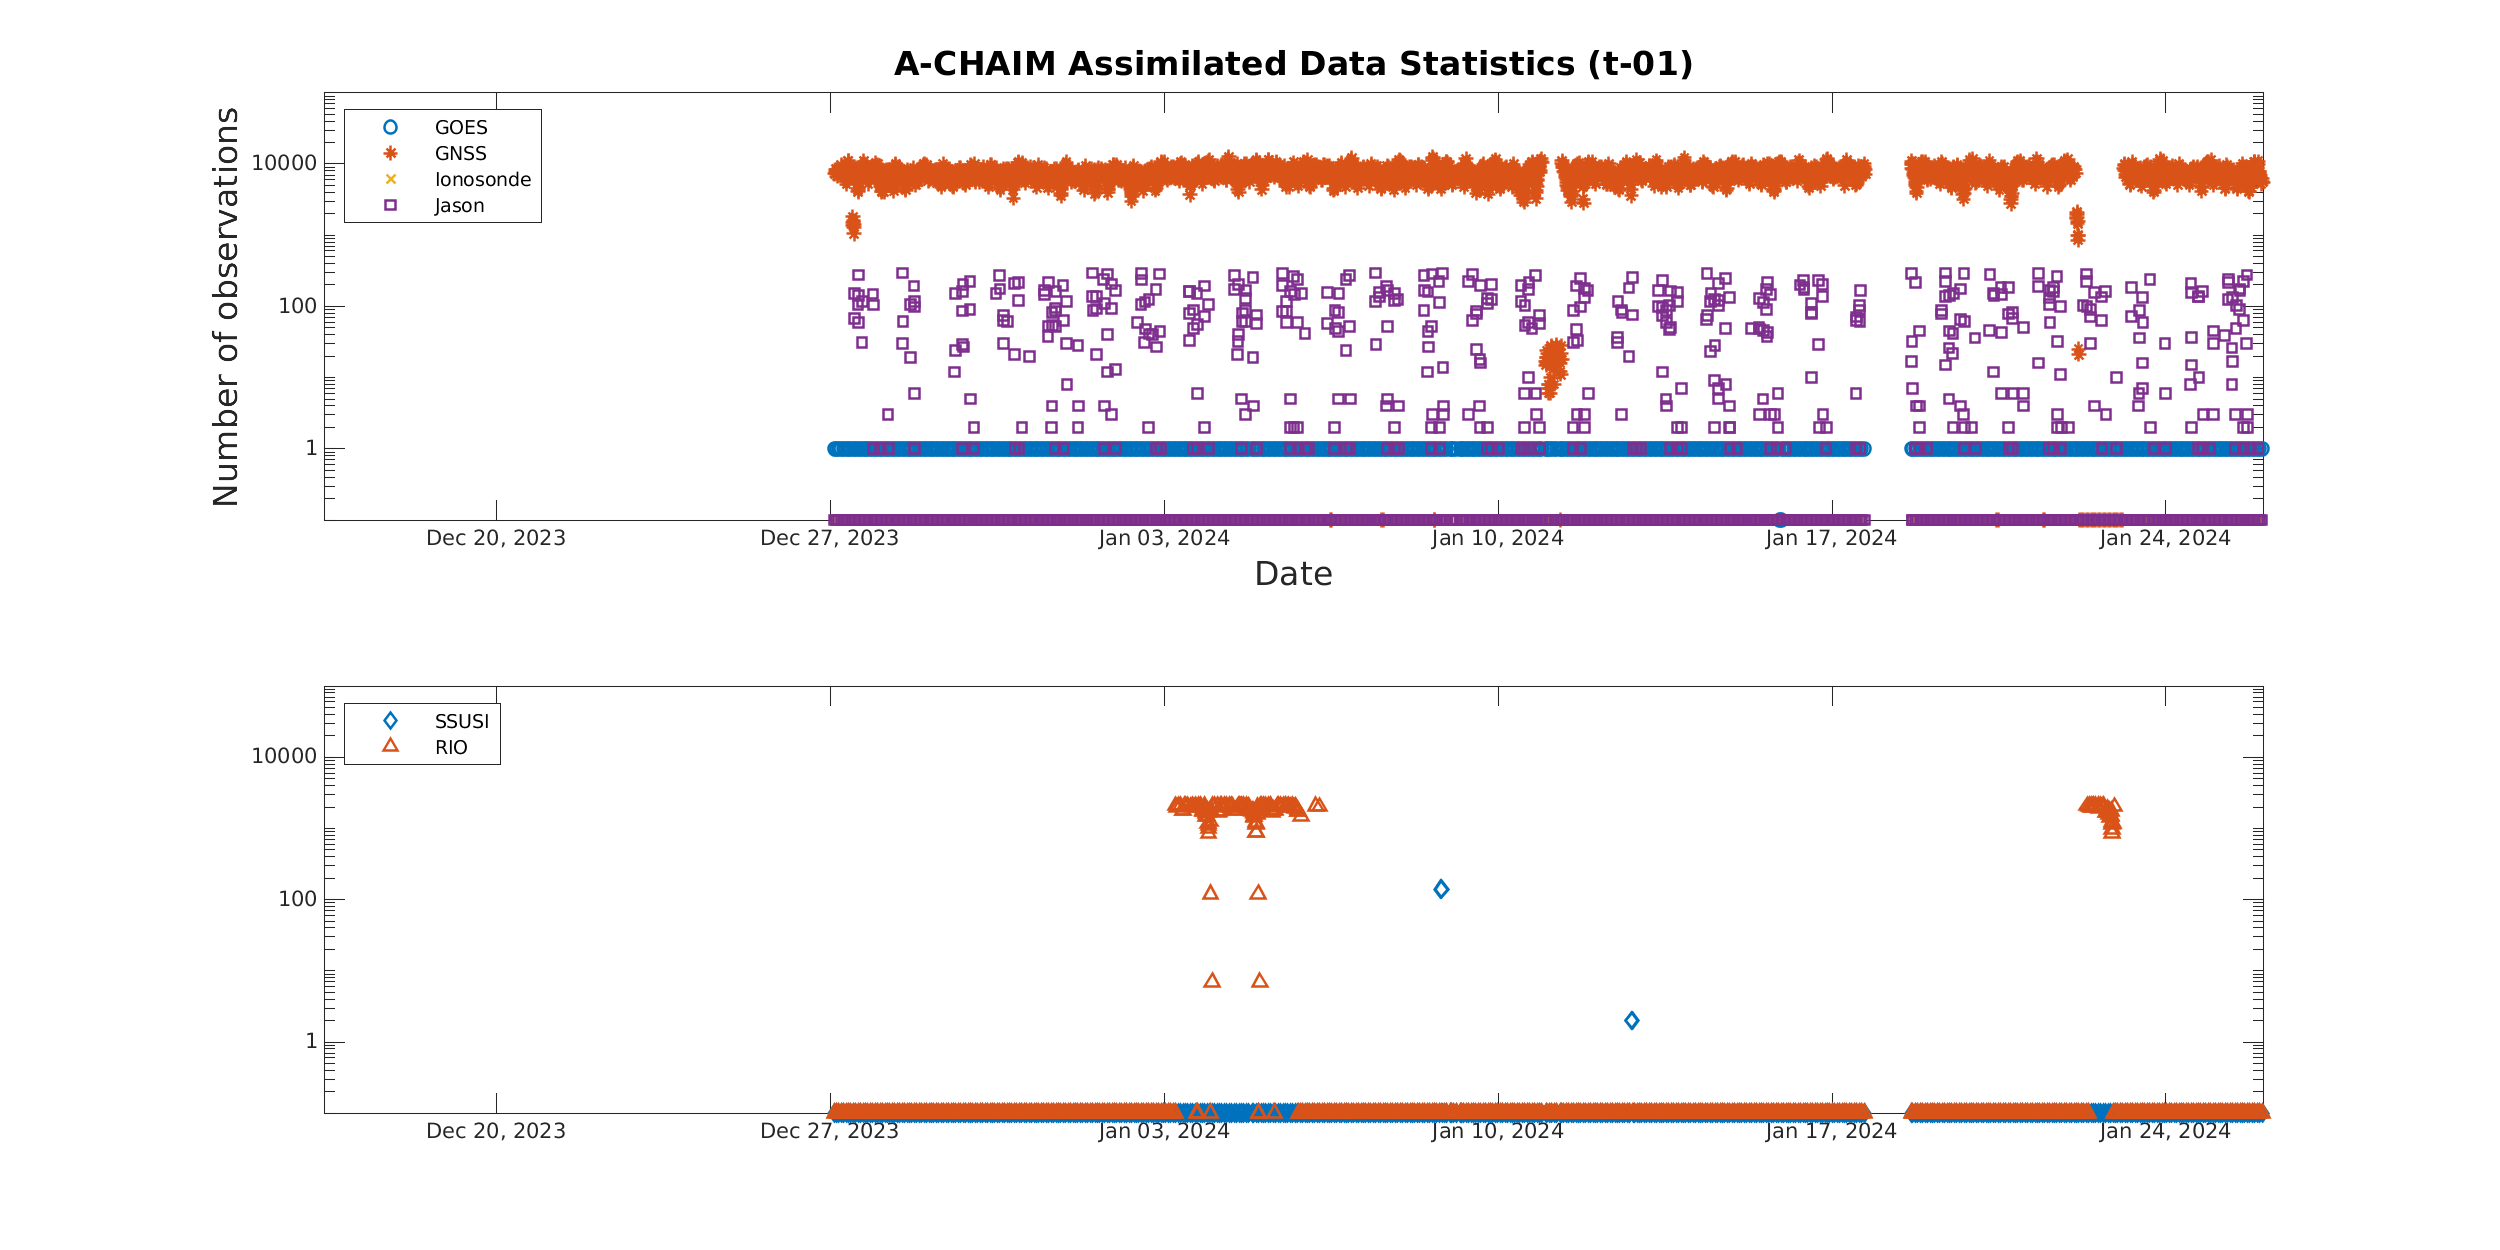 A-CHAIM Assimilated Data Statistics (t-01)
Number of observations
10000
100
1
GOES
GNSS
Ionosonde
Jason
Dec 20, 2023
Dec 27, 2023
Jan 03, 2024
Jan 10, 2024
Jan 17, 2024
Jan 24, 2024
Date
10000
100
1
SSUSI
RIO
Dec 20, 2023
Dec 27, 2023
Jan 03, 2024
Jan 10, 2024
Jan 17, 2024
Jan 24, 2024